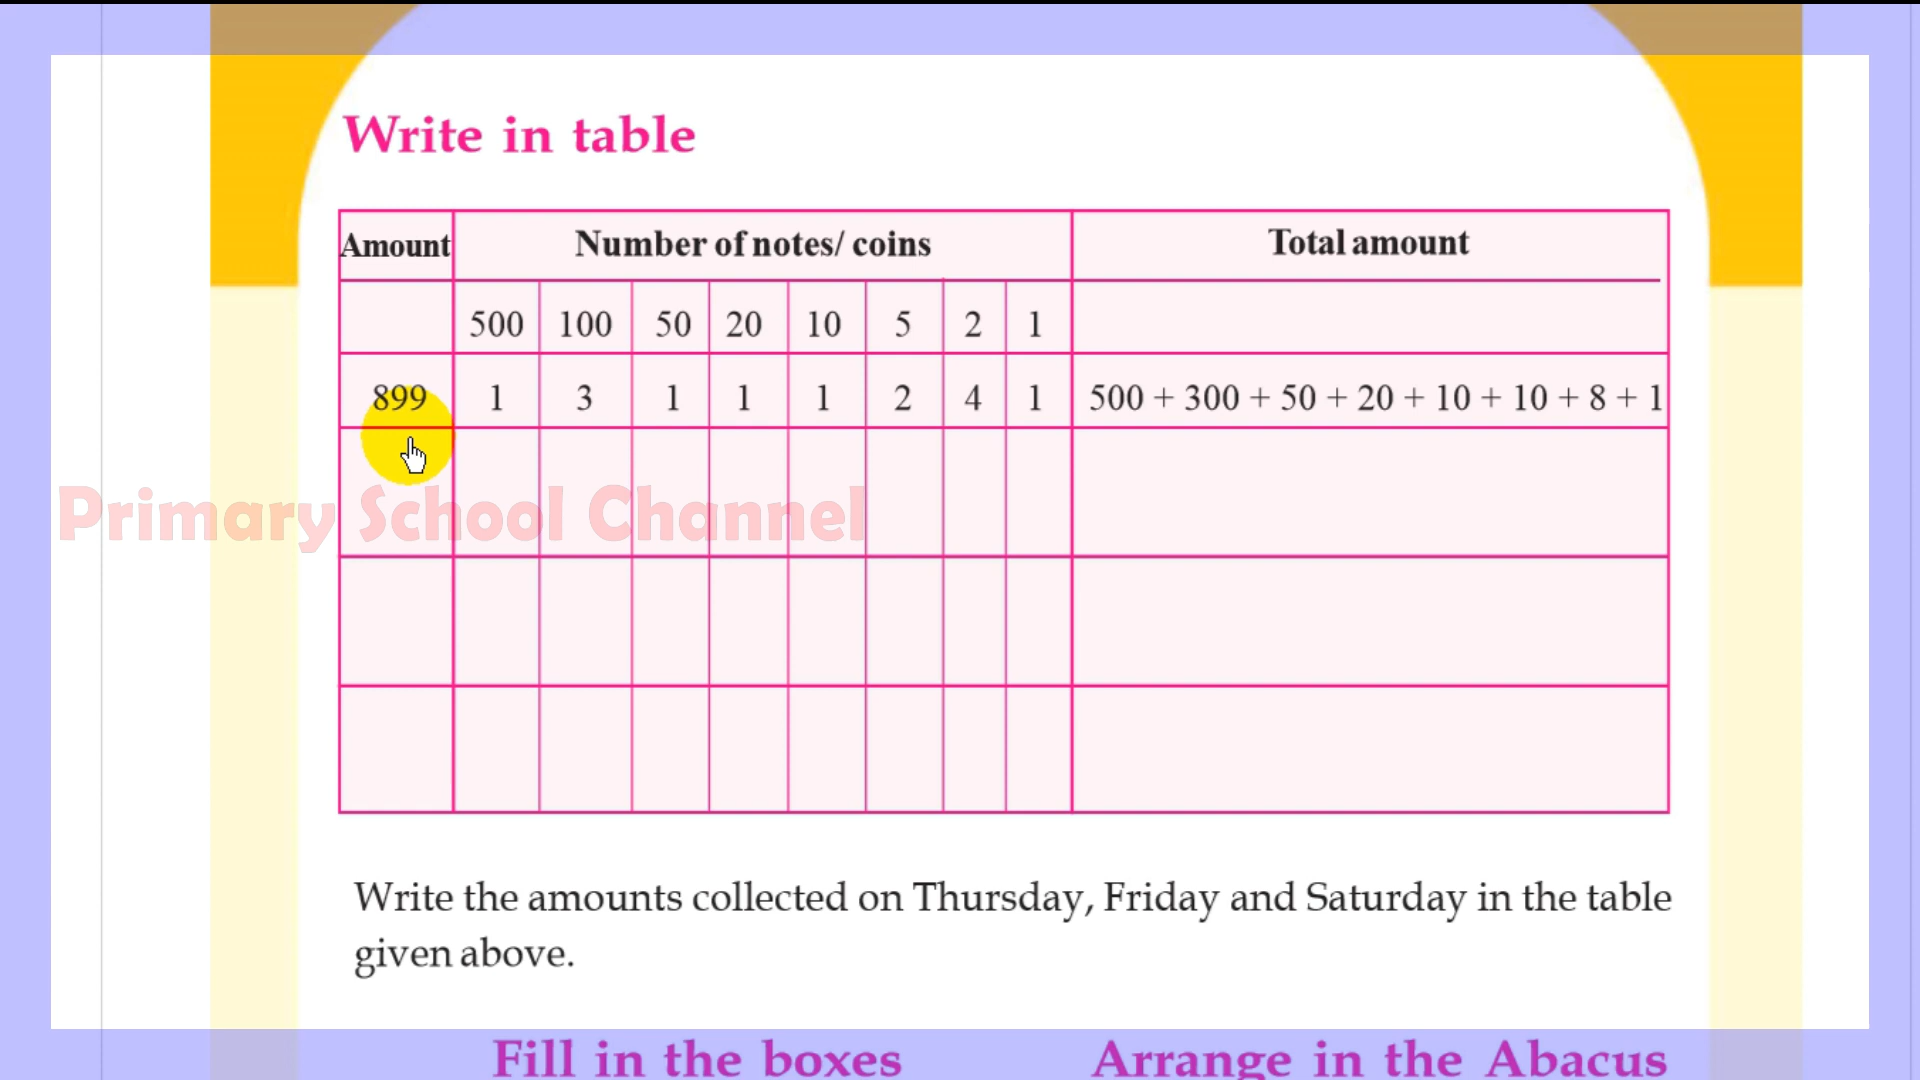 Write in table
Amount Number of notes/ coins Total amount
500 100 50 20 10 5 2 1
899 1 3 1 1 1 2 4 1 500 + 300 + 50 + 20 + 10 + 10 + 8 + 1
Primary School Channel
Write the amounts collected on Thursday, Friday and Saturday in the table
given above.
Fill in the boxes Arrange in the Abacus